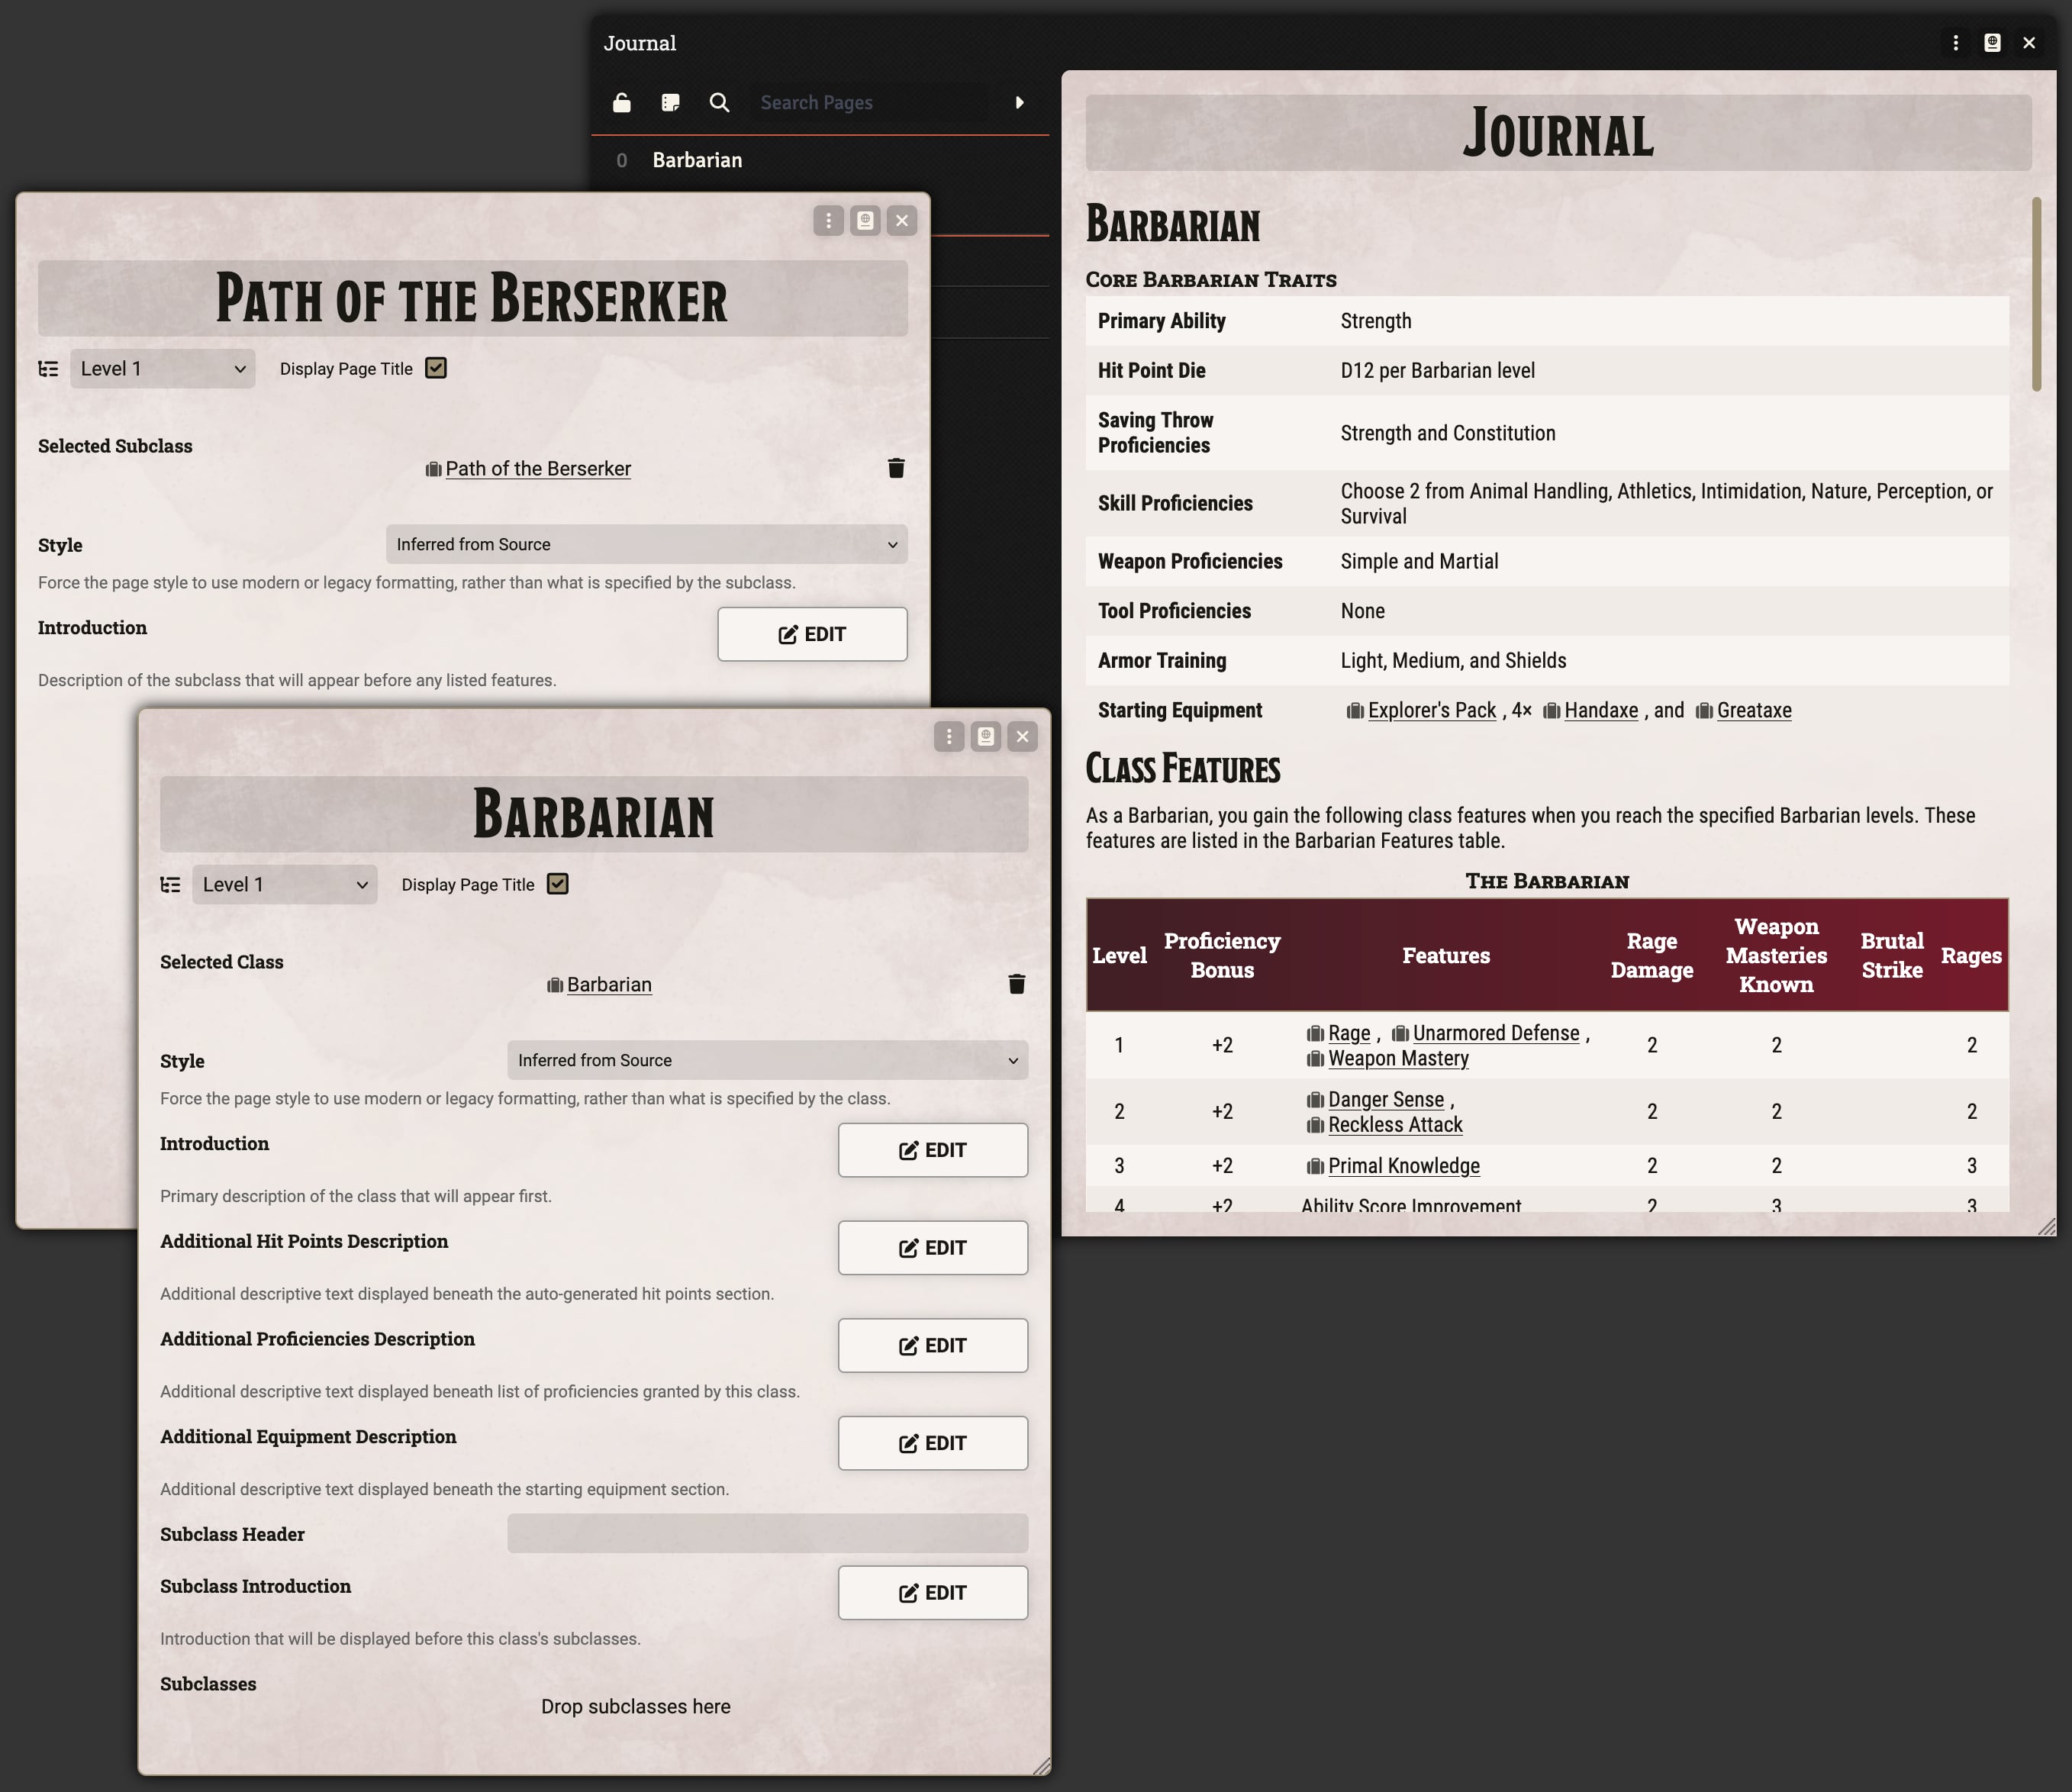 Journal
Search Pages
0 Barbarian
Path of the Berserker
Level 1
Display Page Title
Selected Subclass
Path of the Berserker
Style
Inferred from Source
Force the page style to use modern or legacy formatting, rather than what is specified by the subclass.
Introduction
EDIT
Description of the subclass that will appear before any listed features.
Barbarian
Level 1
Display Page Title
Selected Class
Barbarian
Style
Inferred from Source
Force the page style to use modern or legacy formatting, rather than what is specified by the class.
Introduction
EDIT
Primary description of the class that will appear first.
Additional Hit Points Description
EDIT
Additional descriptive text displayed beneath the auto-generated hit points section.
Additional Proficiencies Description
EDIT
Additional descriptive text displayed beneath list of proficiencies granted by this class.
Additional Equipment Description
EDIT
Additional descriptive text displayed beneath the starting equipment section.
Subclass Header
Subclass Introduction
EDIT
Introduction that will be displayed before this class's subclasses.
Subclasses
Drop subclasses here
Journal
Barbarian
Core Barbarian Traits
Primary Ability Strength
Hit Point Die D12 per Barbarian level
Saving Throw
Proficiencies
Strength and Constitution
Skill Proficiencies
Choose 2 from Animal Handling, Athletics, Intimidation, Nature, Perception, or
Survival
Weapon Proficiencies Simple and Martial
Tool Proficiencies None
Armor Training Light, Medium, and Shields
Starting Equipment Explorer's Pack , 4× Handaxe , and Greataxe
Class Features
As a Barbarian, you gain the following class features when you reach the specified Barbarian levels. These
features are listed in the Barbarian Features table.
The Barbarian
Level
Proficiency
Bonus
Features
Rage
Damage
Weapon
Masteries
Known
Brutal
Strike
Rages
1 +2 Rage , Unarmored Defense ,
Weapon Mastery
2 2 2
2 +2 Danger Sense ,
Reckless Attack
2 2 2
3 +2 Primal Knowledge 2 2 3
4 +2 Ability Score Improvement 2 3 3